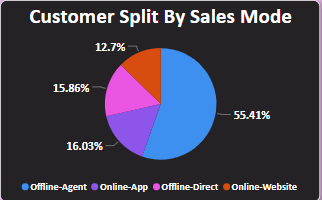 Customer Split By Sales Mode
12.7%
15.86%
55.41%
16.03%
Offline-Agent Online-App Offline-Direct Online-Website